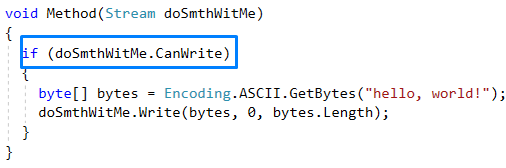 void Method(Stream doSmthWitMe)
{
if (doSmthWitMe.CanWrite)
{
byte[] bytes = Encoding.ASCII.GetBytes("hello, world!");
doSmthWitMe.Write(bytes, 0, bytes.Length);
}
}